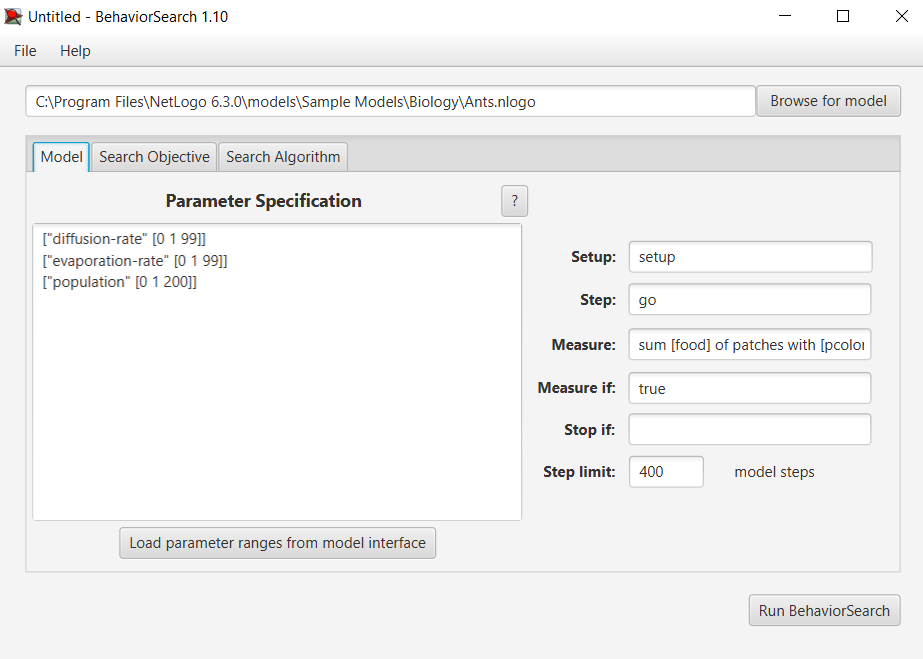 Untitled - BehaviorSearch 1.10
File Help
C:\Program Files\NetLogo 6.3.0\models\Sample Models\Biology\Ants.nlogo
Browse for model
Model Search Objective Search Algorithm
Parameter Specification
?
["diffusion-rate" [0 1 99]]
["evaporation-rate" [0 1 99]]
["population" [0 1 200]]
Load parameter ranges from model interface
Setup: setup
Step: go
Measure: sum [food] of patches with [pcolor
Measure if: true
Stop if:
Step limit: 400 model steps
Run BehaviorSearch